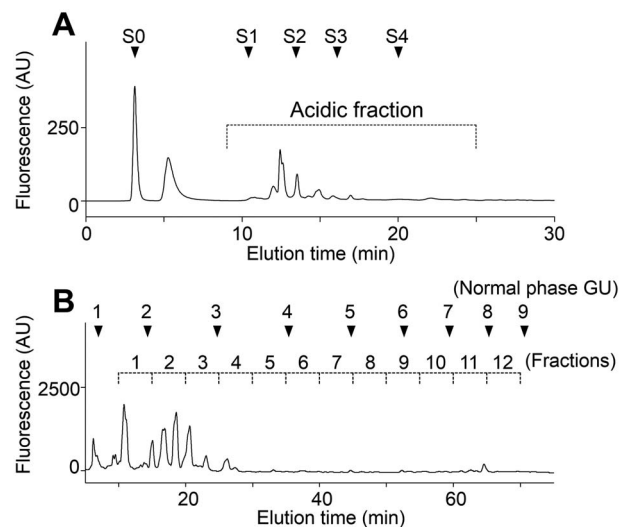 A
S0 S1 S2 S3 S4
Fluorescence (AU)
Acidic fraction
250
0
0 10 20 30
Elution time (min)
B
(Normal phase GU)
1 2 3 4 5 6 7 8 9
Fluorescence (AU)
1 2 3 4 5 6 7 8 9 10 11 12 (Fractions)
2500
0
20 40 60
Elution time (min)